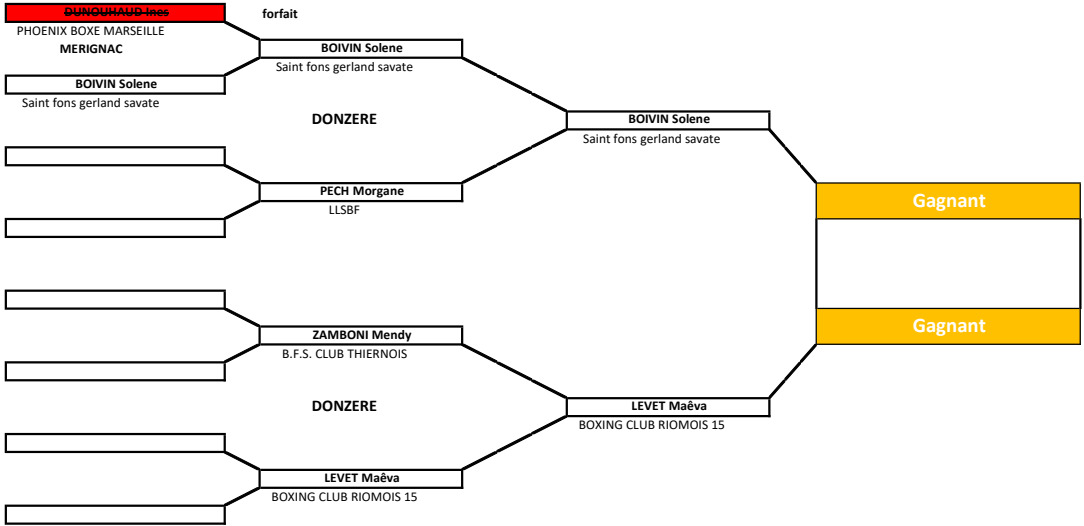 DUNOUHAUD Ines
forfait
PHOENIX BOXE MARSEILLE
MERIGNAC
BOIVIN Solene
Saint fons gerland savate
BOIVIN Solene
Saint fons gerland savate
DONZERE
BOIVIN Solene
Saint fons gerland savate
PECH Morgane
LLSBF
Gagnant
Gagnant
ZAMBONI Mendy
B.F.S. CLUB THIERNOIS
DONZERE
LEVET Maêva
BOXING CLUB RIOMOIS 15
LEVET Maêva
BOXING CLUB RIOMOIS 15